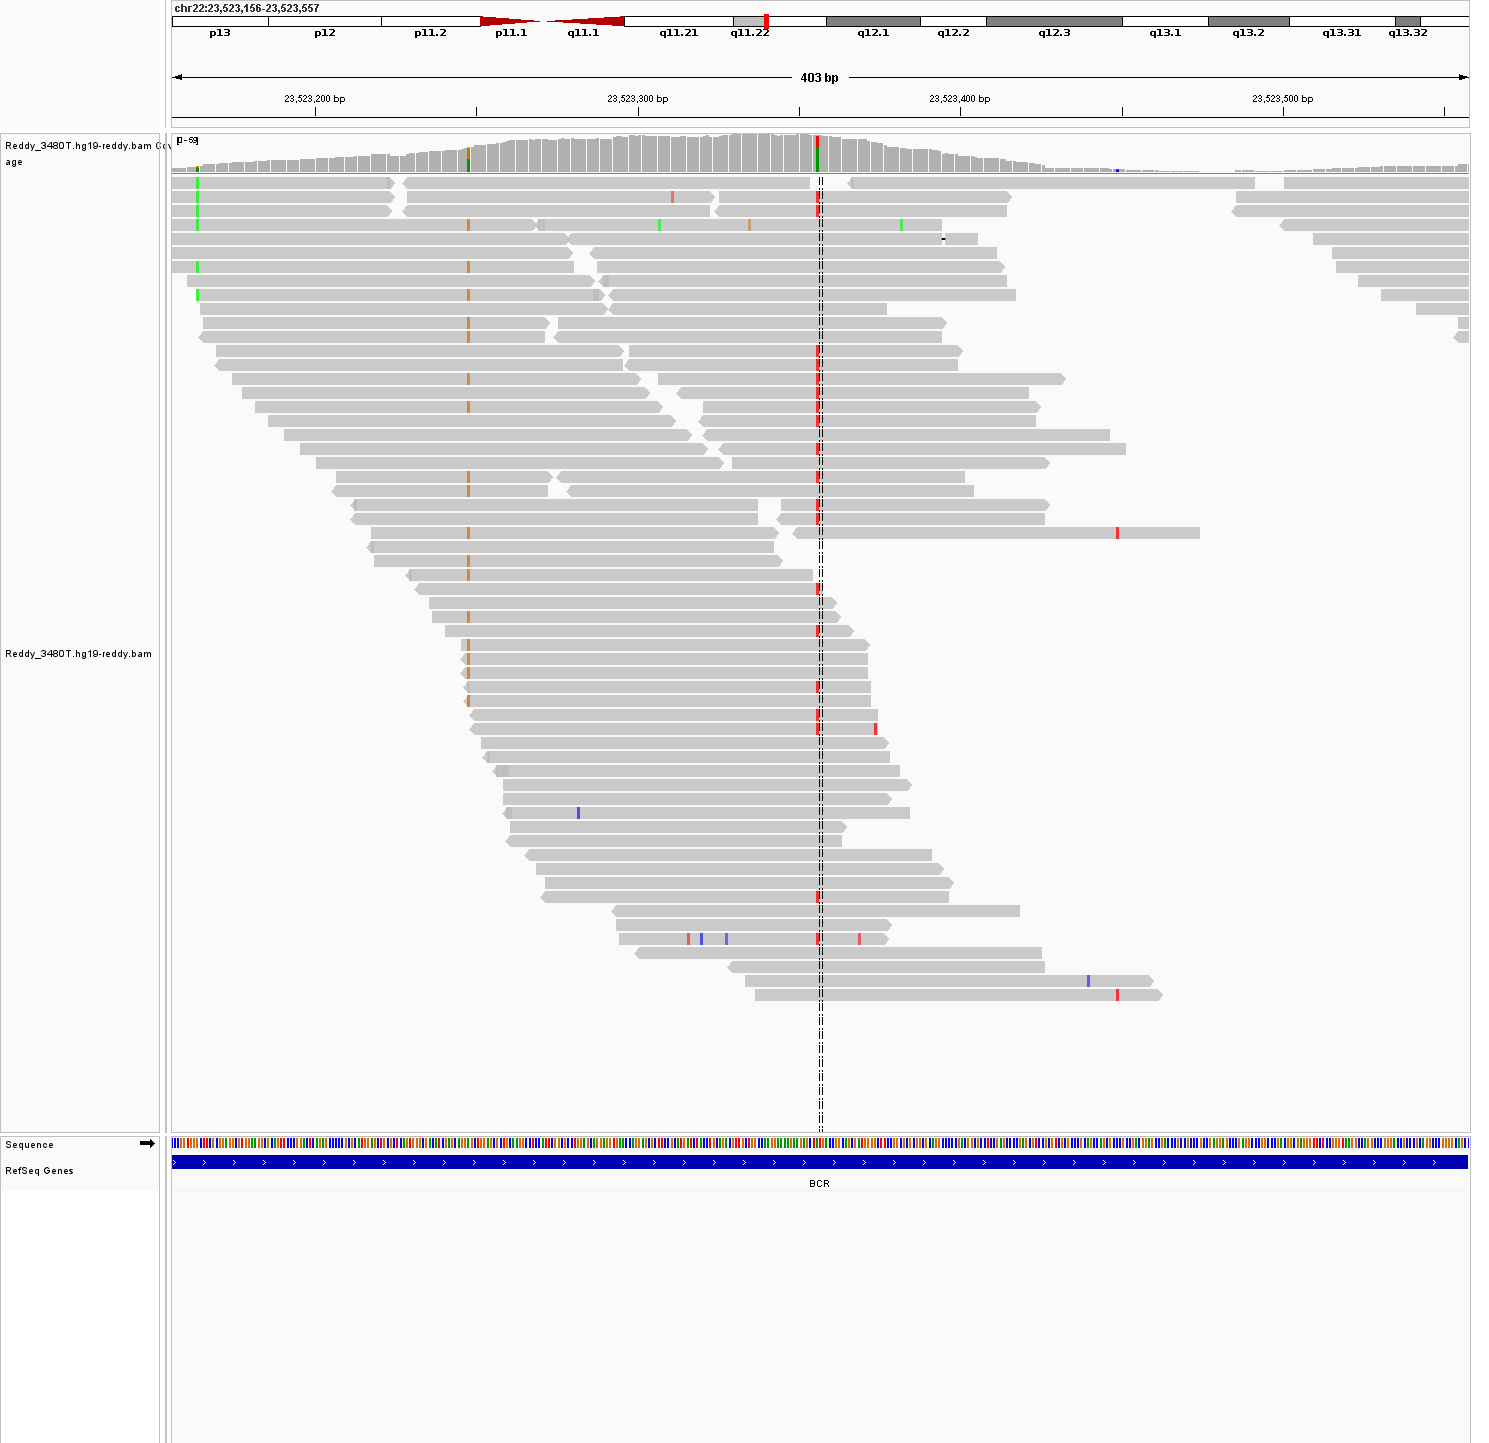 chr22:23,523,156-23,523,557
p13 p12 p11.2 p11.1 q11.1 q11.21 q11.22 q12.1 q12.2 q12.3 q13.1 q13.2 q13.31 q13.32
403 bp
23,523,200 bp 23,523,300 bp 23,523,400 bp 23,523,500 bp
[0-59]
Reddy_3480T.hg19-reddy.bam Cov
age
Reddy_3480T.hg19-reddy.bam
Sequence
RefSeq Genes
BCR